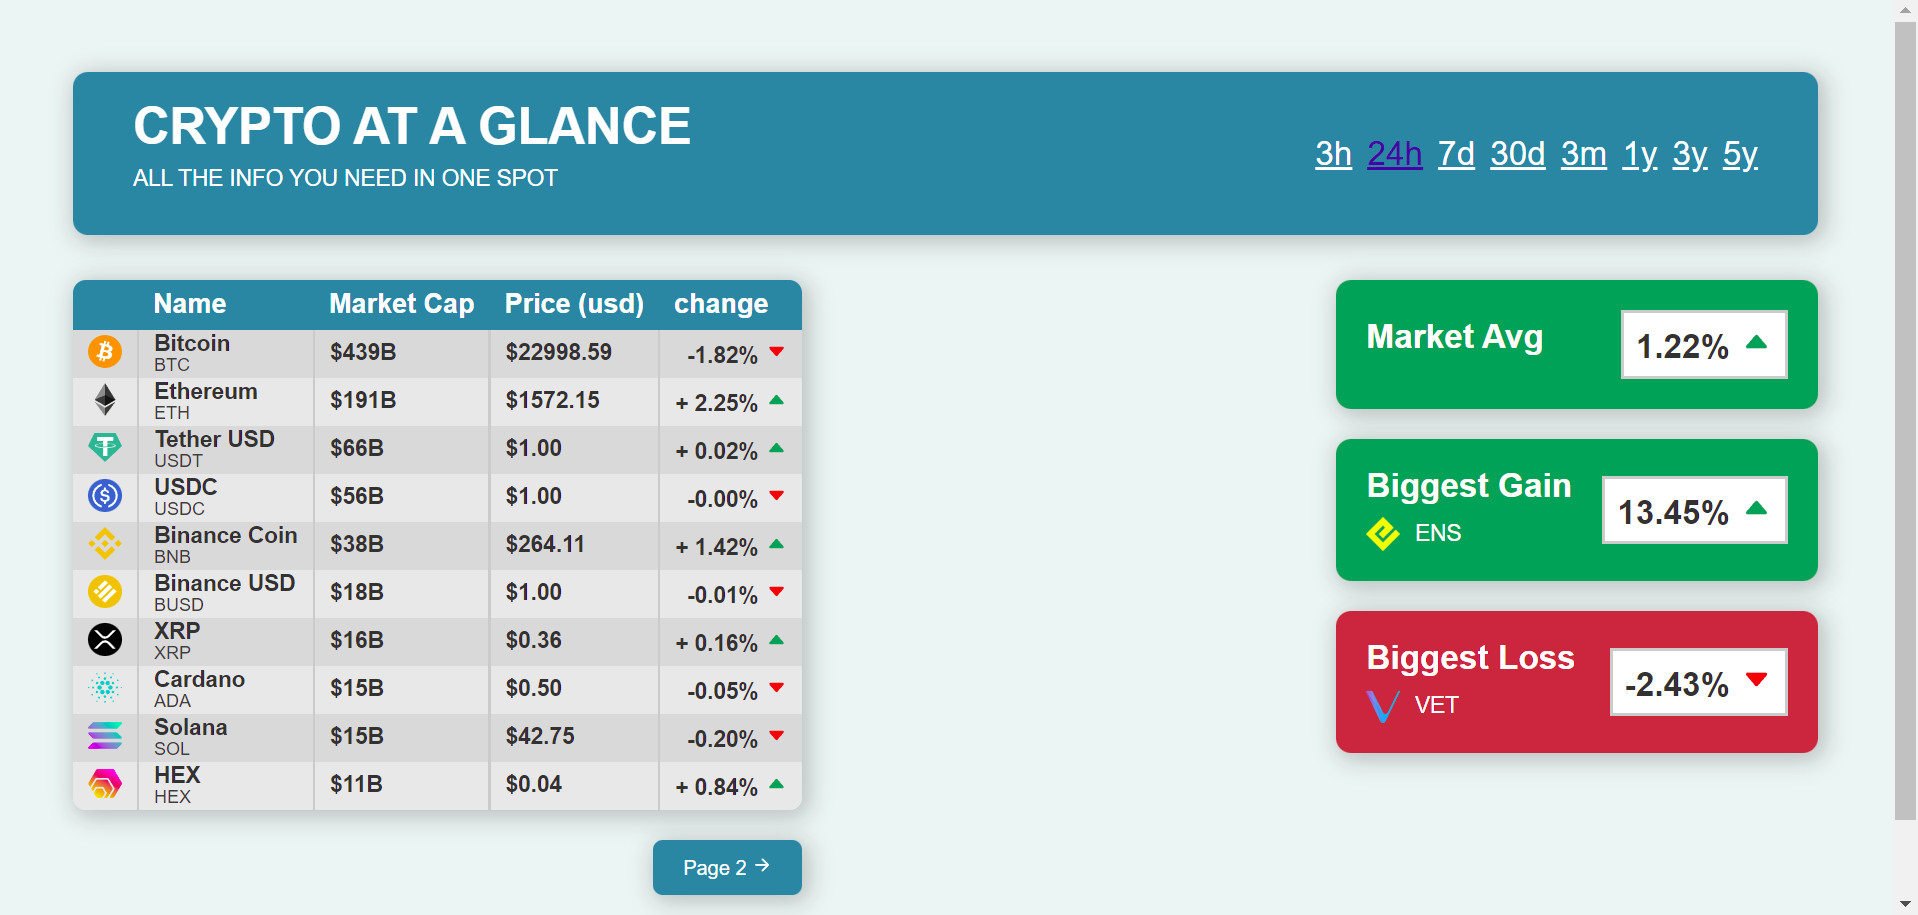 CRYPTO AT A GLANCE
ALL THE INFO YOU NEED IN ONE SPOT
3h 24h 7d 30d 3m 1y 3y 5y
Name Market Cap Price (usd) change
Bitcoin
BTC
$439B $22998.59 -1.82%
Ethereum
ETH
$191B $1572.15 + 2.25%
Tether USD
USDT
$66B $1.00 + 0.02%
USDC
USDC
$56B $1.00 -0.00%
Binance Coin
BNB
$38B $264.11 + 1.42%
Binance USD
BUSD
$18B $1.00 -0.01%
XRP
XRP
$16B $0.36 + 0.16%
Cardano
ADA
$15B $0.50 -0.05%
Solana
SOL
$15B $42.75 -0.20%
HEX
HEX
$11B $0.04 + 0.84%
Page 2 →
Market Avg 1.22%
Biggest Gain 13.45%
ENS
Biggest Loss -2.43%
VET